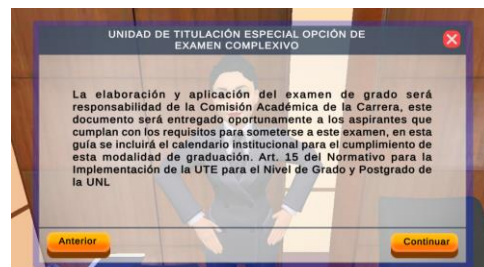 UNIDAD DE TITULACIÓN ESPECIAL OPCIÓN DE
EXAMEN COMPLEXIVO
La elaboración y aplicación del examen de grado será
responsabilidad de la Comisión Académica de la Carrera, este
documento será entregado oportunamente a los aspirantes que
cumplan con los requisitos para someterse a este examen, en esta
guía se incluirá el calendario institucional para el cumplimiento de
esta modalidad de graduación. Art. 15 del Normativo para la
Implementación de la UTE para el Nivel de Grado y Postgrado de
la UNL
Anterior
Continuar